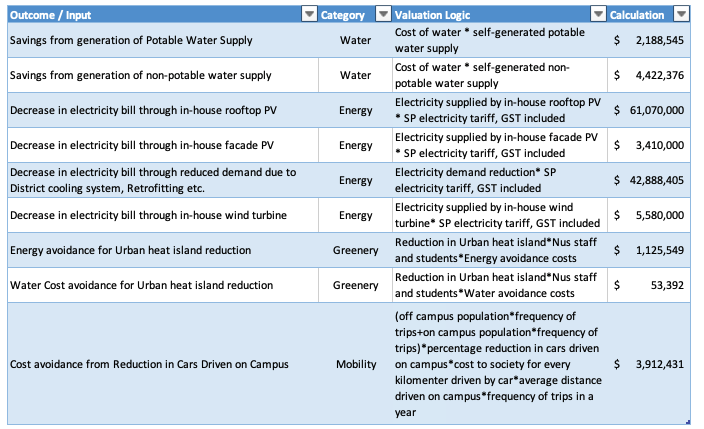 Outcome / Input Category Valuation Logic Calculation
Savings from generation of Potable Water Supply Water Cost of water * self-generated potable $ 2,188,545
water supply
Savings from generation of non-potable water supply Water Cost of water * self-generated non- $ 4,422,376
potable water supply
Decrease in electricity bill through in-house rooftop PV Energy Electricity supplied by in-house rooftop PV $ 61,070,000
* SP electricity tariff, GST included
Decrease in electricity bill through in-house facade PV Energy Electricity supplied by in-house facade PV $ 3,410,000
* SP electricity tariff, GST included
Decrease in electricity bill through reduced demand due to Energy Electricity demand reduction* SP $ 42,888,405
District cooling system, Retrofitting etc. electricity tariff, GST included
Decrease in electricity bill through in-house wind turbine Energy Electricity supplied by in-house wind $ 5,580,000
turbine* SP electricity tariff, GST included
Energy avoidance for Urban heat island reduction Greenery Reduction in Urban heat island*Nus staff $ 1,125,549
and students*Energy avoidance costs
Water Cost avoidance for Urban heat island reduction Greenery Reduction in Urban heat island*Nus staff $ 53,392
and students*Water avoidance costs
Cost avoidance from Reduction in Cars Driven on Campus Mobility (off campus population*frequency of $ 3,912,431
trips+on campus population*frequency of
trips)*percentage reduction in cars driven
on campus*cost to society for every
kilomenter driven by car*average distance
driven on campus*frequency of trips in a
year